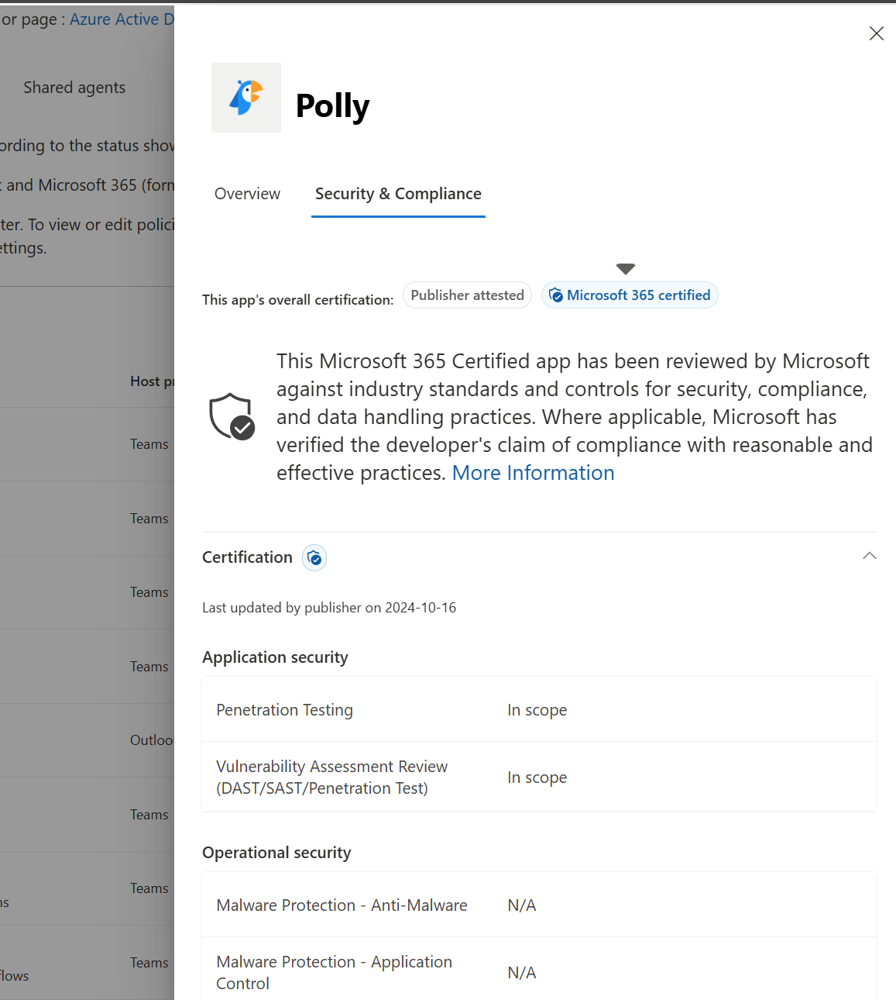 or page : Azure Active D
Shared agents
ording to the status show
and Microsoft 365 (form
ter. To view or edit polici
ettings.
Host pr
Teams
Teams
Teams
Teams
Outloo
Teams
Teams
ns
Teams
lows
Polly
Overview
Security & Compliance
This app's overall certification: Publisher attested Microsoft 365 certified
This Microsoft 365 Certified app has been reviewed by Microsoft
against industry standards and controls for security, compliance,
and data handling practices. Where applicable, Microsoft has
verified the developer's claim of compliance with reasonable and
effective practices. More Information
Certification
Last updated by publisher on 2024-10-16
Application security
Penetration Testing In scope
Vulnerability Assessment Review
(DAST/SAST/Penetration Test) In scope
Operational security
Malware Protection - Anti-Malware N/A
Malware Protection - Application
Control N/A